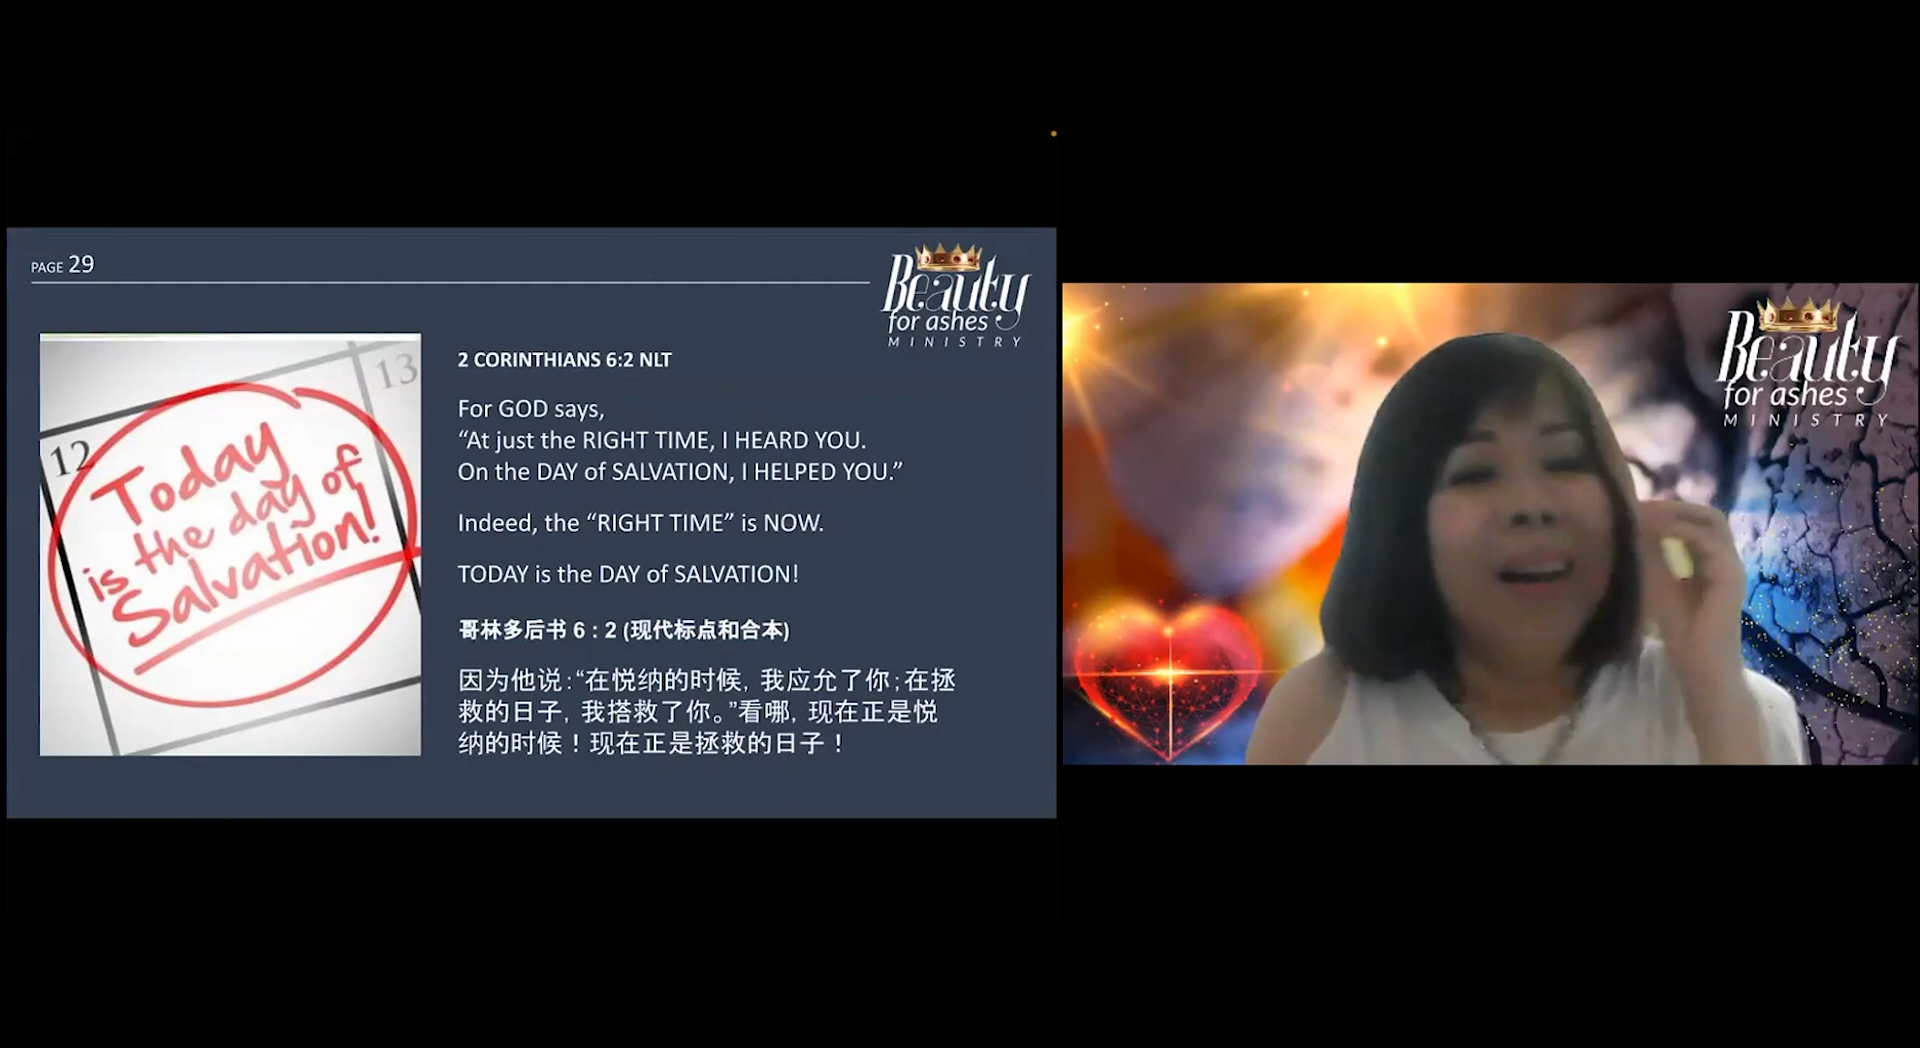 PAGE 29
Beauty
for ashes
MINISTRY
12
13
Today
is the day of
Salvation!
2 CORINTHIANS 6:2 NLT
For GOD says,
“At just the RIGHT TIME, I HEARD YOU.
On the DAY of SALVATION, I HELPED YOU.”
Indeed, the “RIGHT TIME” is NOW.
TODAY is the DAY of SALVATION!
哥林多后书 6 : 2 (现代标点和合本)
因为他说：“在悦纳的时候，我应允了你；在拯
救的日子，我搭救了你。”看哪，现在正是悦
纳的时候！现在正是拯救的日子！
Beauty
for ashes
MINISTRY